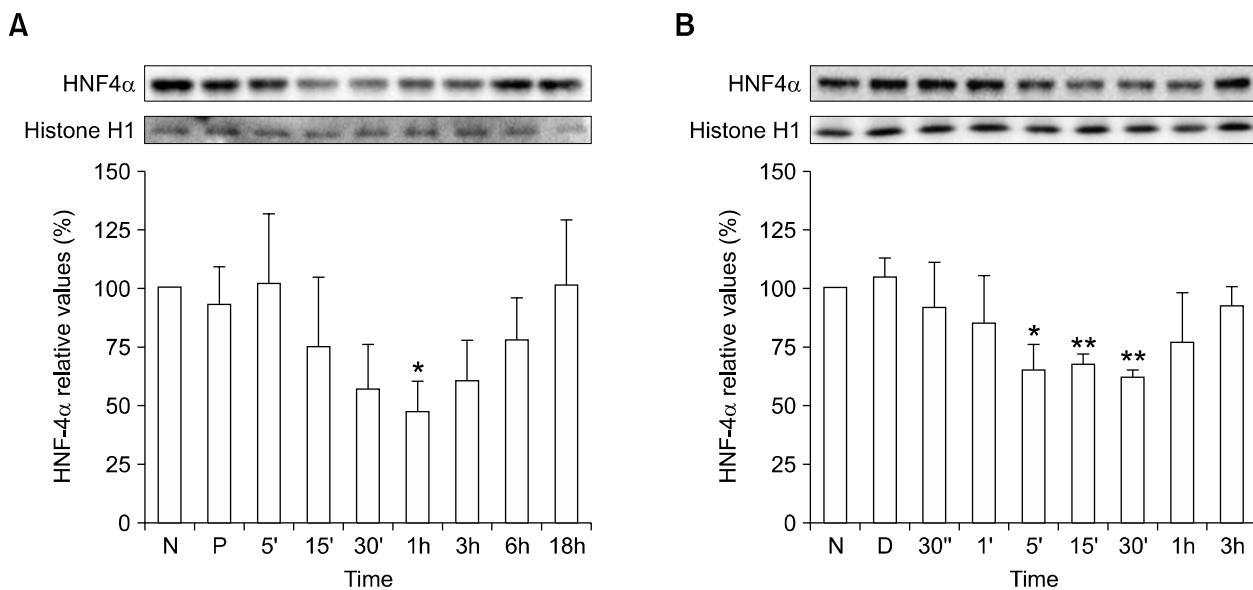 A
HNF4α
Histone H1
HNF-4α relative values (%)
150
125
100
75
50
25
0
*
N P 5' 15' 30' 1h 3h 6h 18h
Time
B
HNF4α
Histone H1
HNF-4α relative values (%)
150
125
100
75
50
25
0
* ** **
N D 30" 1' 5' 15' 30' 1h 3h
Time